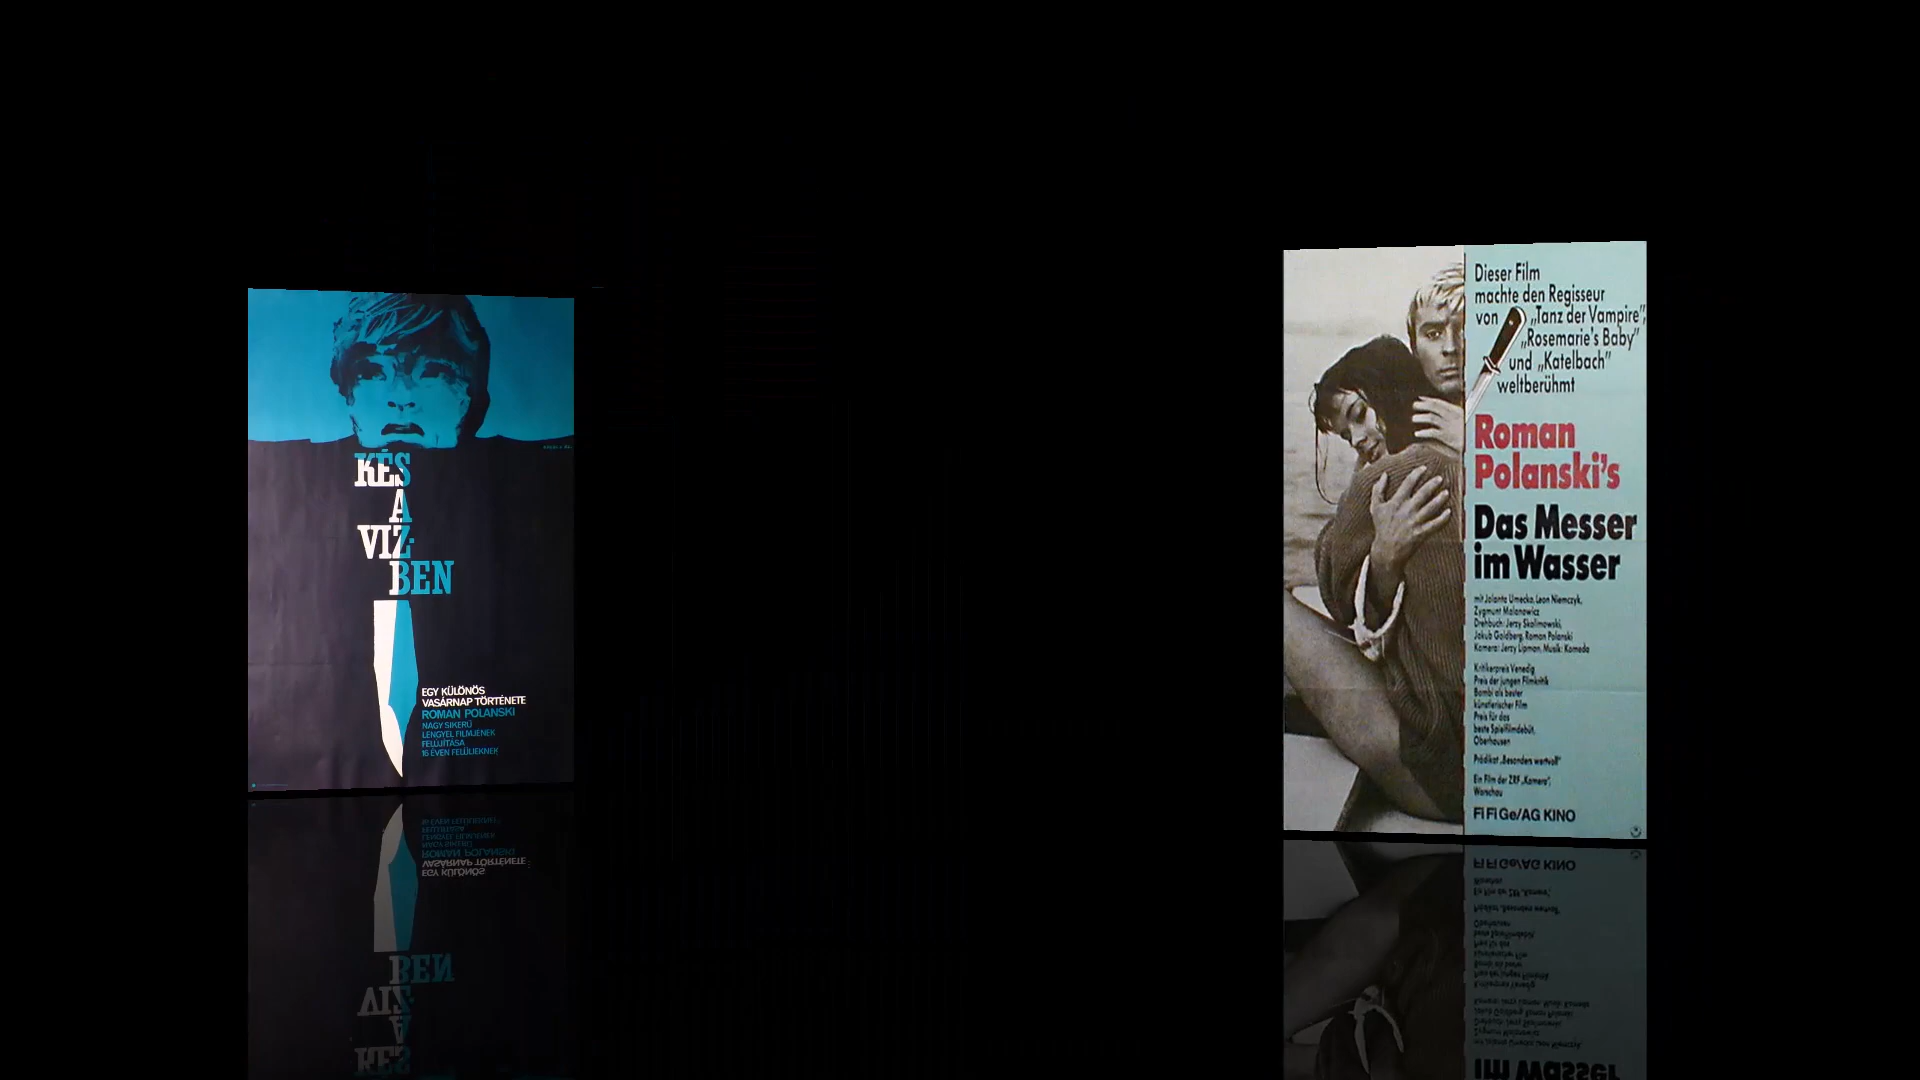 KÉS
A
VIZ-
BEN
EGY KÜLÖNÖS
VASÁRNAP TÖRTÉNETE
ROMAN POLANSKI
NAGY SIKERŰ
LENGYEL FILMJÉNEK
FELÚJÍTÁSA
16 ÉVEN FELÜLIEKNEK
Dieser Film
machte den Regisseur
von „Tanz der Vampire",
„Rosemarie's Baby"
und „Katelbach"
weltberühmt
Roman
Polanski's
Das Messer
im Wasser
mit Jolanta Umecka, Leon Niemczyk,
Zygmunt Malanowicz
Drehbuch: Jerzy Skolimowski,
Jakub Goldberg, Roman Polanski
Kamera: Jerzy Lipman, Musik: Komeda
Kritikerpreis Venedig
Preis der jungen Filmkritik
Bambi als bester
künstlerischer Film
Preis für das
beste Spielfilmdebüt,
Oberhausen
Prädikat „Besonders wertvoll"
Ein Film der ZRF „Kamera",
Warschau
FiFiGe/AG KINO